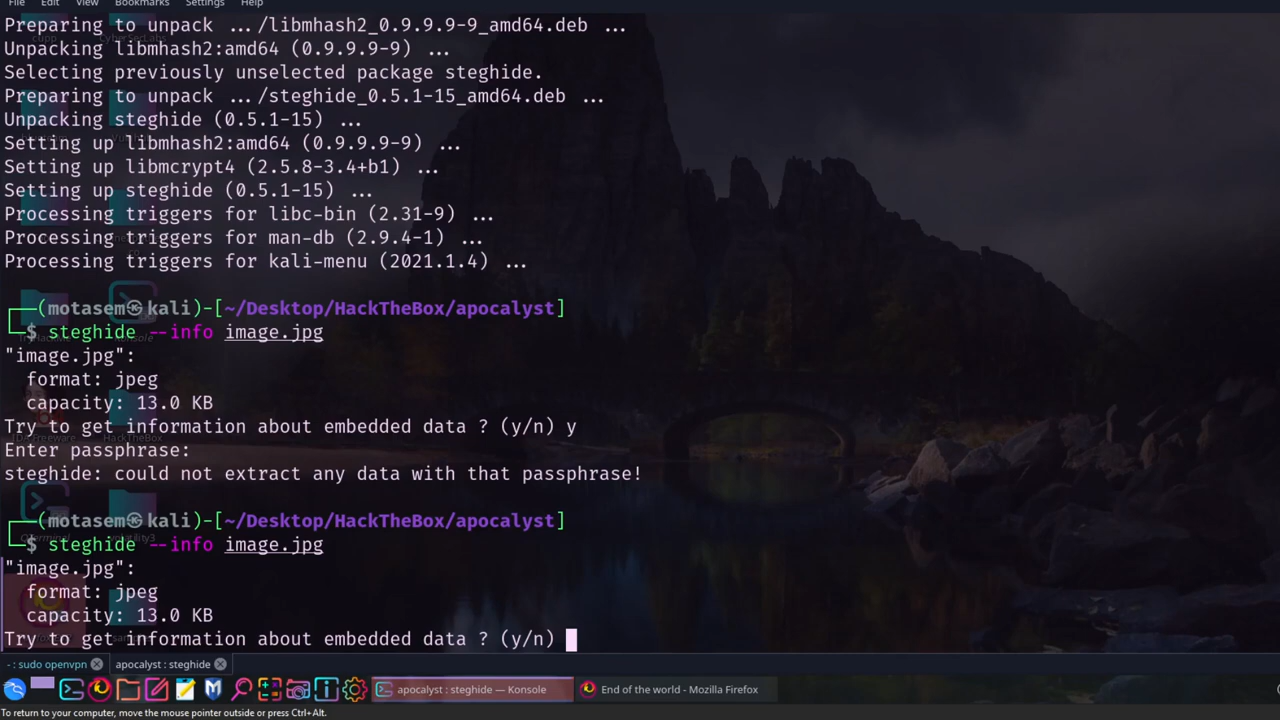 File Edit View Bookmarks Settings Help
Preparing to unpack .../libmhash2_0.9.9.9-9_amd64.deb ...
Unpacking libmhash2:amd64 (0.9.9.9-9) ...
Selecting previously unselected package steghide.
Preparing to unpack .../steghide_0.5.1-15_amd64.deb ...
Unpacking steghide (0.5.1-15) ...
Setting up libmhash2:amd64 (0.9.9.9-9) ...
Setting up libmcrypt4 (2.5.8-3.4+b1) ...
Setting up steghide (0.5.1-15) ...
Processing triggers for libc-bin (2.31-9) ...
Processing triggers for man-db (2.9.4-1) ...
Processing triggers for kali-menu (2021.1.4) ...
┌──(motasem㉿kali)-[~/Desktop/HackTheBox/apocalyst]
└─$ steghide --info image.jpg
"image.jpg":
format: jpeg
capacity: 13.0 KB
Try to get information about embedded data ? (y/n) y
Enter passphrase:
steghide: could not extract any data with that passphrase!
┌──(motasem㉿kali)-[~/Desktop/HackTheBox/apocalyst]
└─$ steghide --info image.jpg
"image.jpg":
format: jpeg
capacity: 13.0 KB
Try to get information about embedded data ? (y/n)
- : sudo openvpn apocalyst : steghide
apocalyst : steghide — Konsole End of the world - Mozilla Firefox
To return to your computer, move the mouse pointer outside or press Ctrl+Alt.